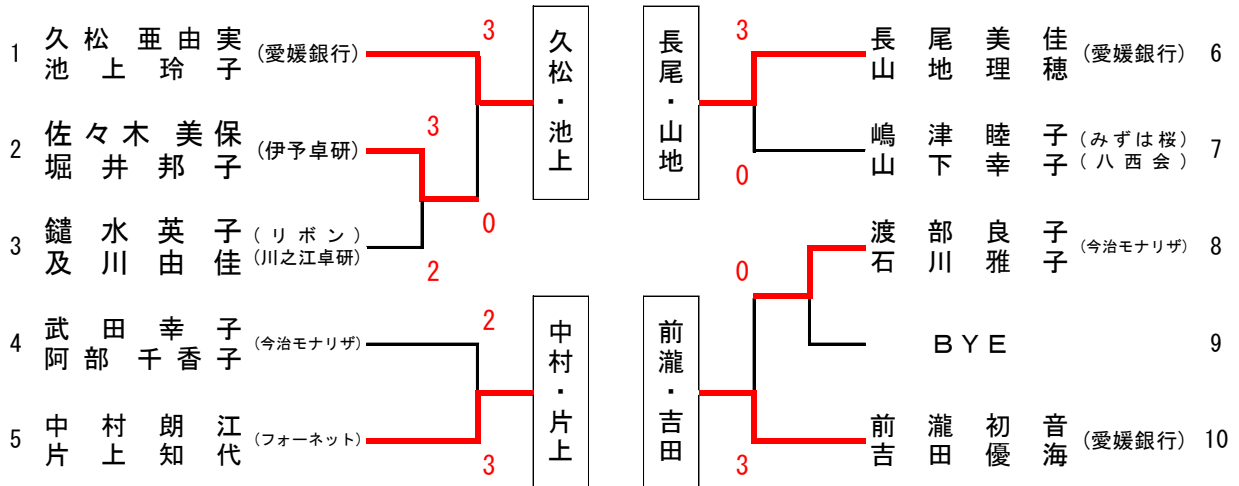 1 久松亜由実 (愛媛銀行)
池上玲子
3
2 佐々木美保 (伊予卓研)
堀井邦子
3
0
3 鑓水英子 (リボン)
及川由佳 (川之江卓研)
2
久松・池上
4 武田幸子 (今治モナリザ)
阿部千香子
2
5 中村朗江 (フォーネット)
片上知代
3
中村・片上
長尾・山地
3
長尾美佳 (愛媛銀行) 6
山地理穂
嶋津睦子 (みずは桜) 7
山下幸子 (八西会)
0
渡部良子 (今治モナリザ) 8
石川雅子
0
BYE 9
前瀧・吉田
前瀧初音 (愛媛銀行) 10
吉田優海
3